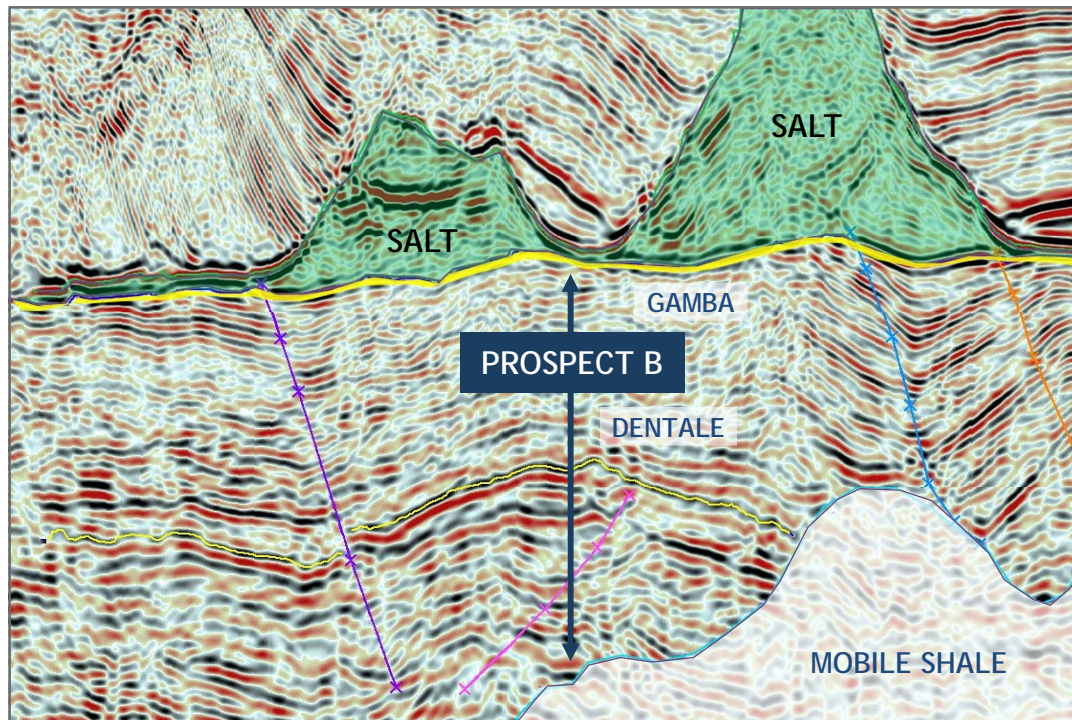 SALT
SALT
GAMBA
PROSPECT B
DENTALE
MOBILE SHALE